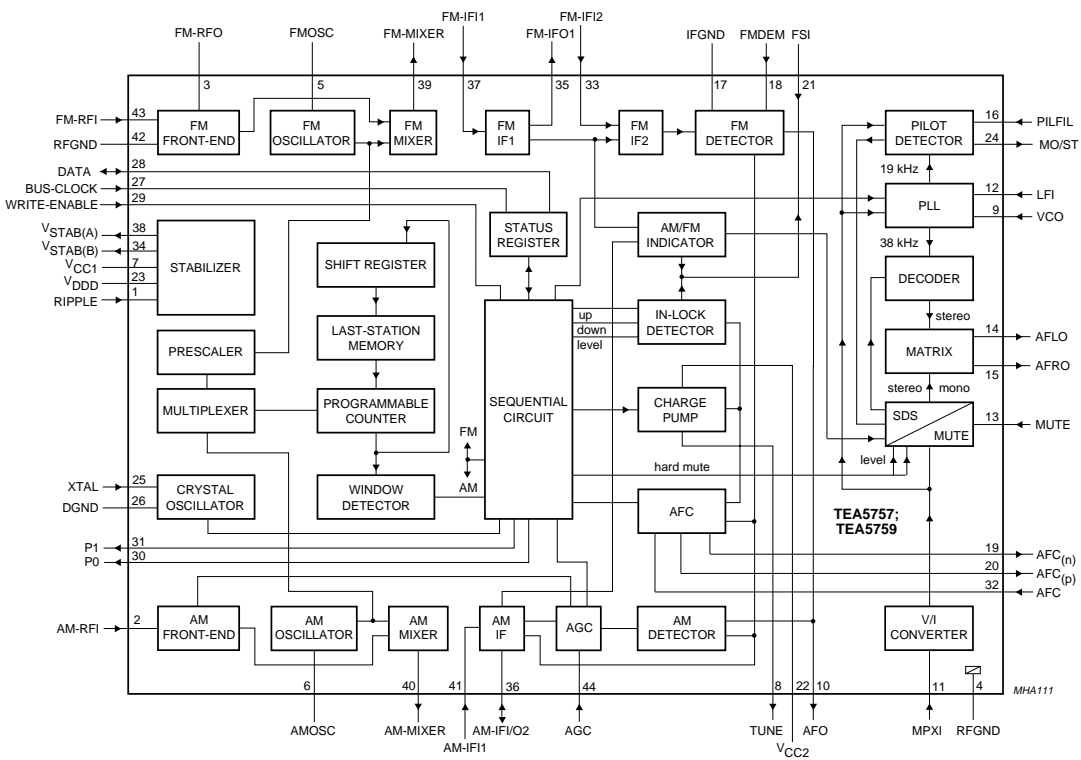 FM-IFI1
FM-IFI2
FM-RFO
FMOSC
FM-MIXER
FM-IFO1
IFGND
FMDEM
FSI
3
5
39
37
35
33
17
18
21
FM-RFI
43
RFGND
42
FM
FRONT-END
FM
OSCILLATOR
FM
MIXER
FM
IF1
FM
IF2
FM
DETECTOR
PILOT
DETECTOR
16
PILFIL
24
MO/ST
19 kHz
DATA
28
BUS-CLOCK
27
WRITE-ENABLE
29
PLL
12
LFI
9
VCO
38 kHz
VSTAB(A)
38
VSTAB(B)
34
VCC1
7
VDDD
23
RIPPLE
1
STABILIZER
SHIFT REGISTER
STATUS
REGISTER
AM/FM
INDICATOR
DECODER
stereo
LAST-STATION
MEMORY
up
down
level
IN-LOCK
DETECTOR
PRESCALER
MATRIX
14
AFLO
AFRO
15
stereo
mono
MULTIPLEXER
PROGRAMMABLE
COUNTER
SEQUENTIAL
CIRCUIT
CHARGE
PUMP
SDS
MUTE
13
MUTE
FM
AM
level
hard mute
XTAL
25
DGND
26
CRYSTAL
OSCILLATOR
WINDOW
DETECTOR
AFC
TEA5757;
TEA5759
P1
31
P0
30
19
AFC(n)
20
AFC(p)
32
AFC
AM-RFI
2
AM
FRONT-END
AM
OSCILLATOR
AM
MIXER
AM
IF
AGC
AM
DETECTOR
V/I
CONVERTER
6
40
41
36
44
8
22
10
11
4
MHA111
AMOSC
AM-MIXER
AM-IFI1
AM-IFI/O2
AGC
TUNE
VCC2
AFO
MPXI
RFGND